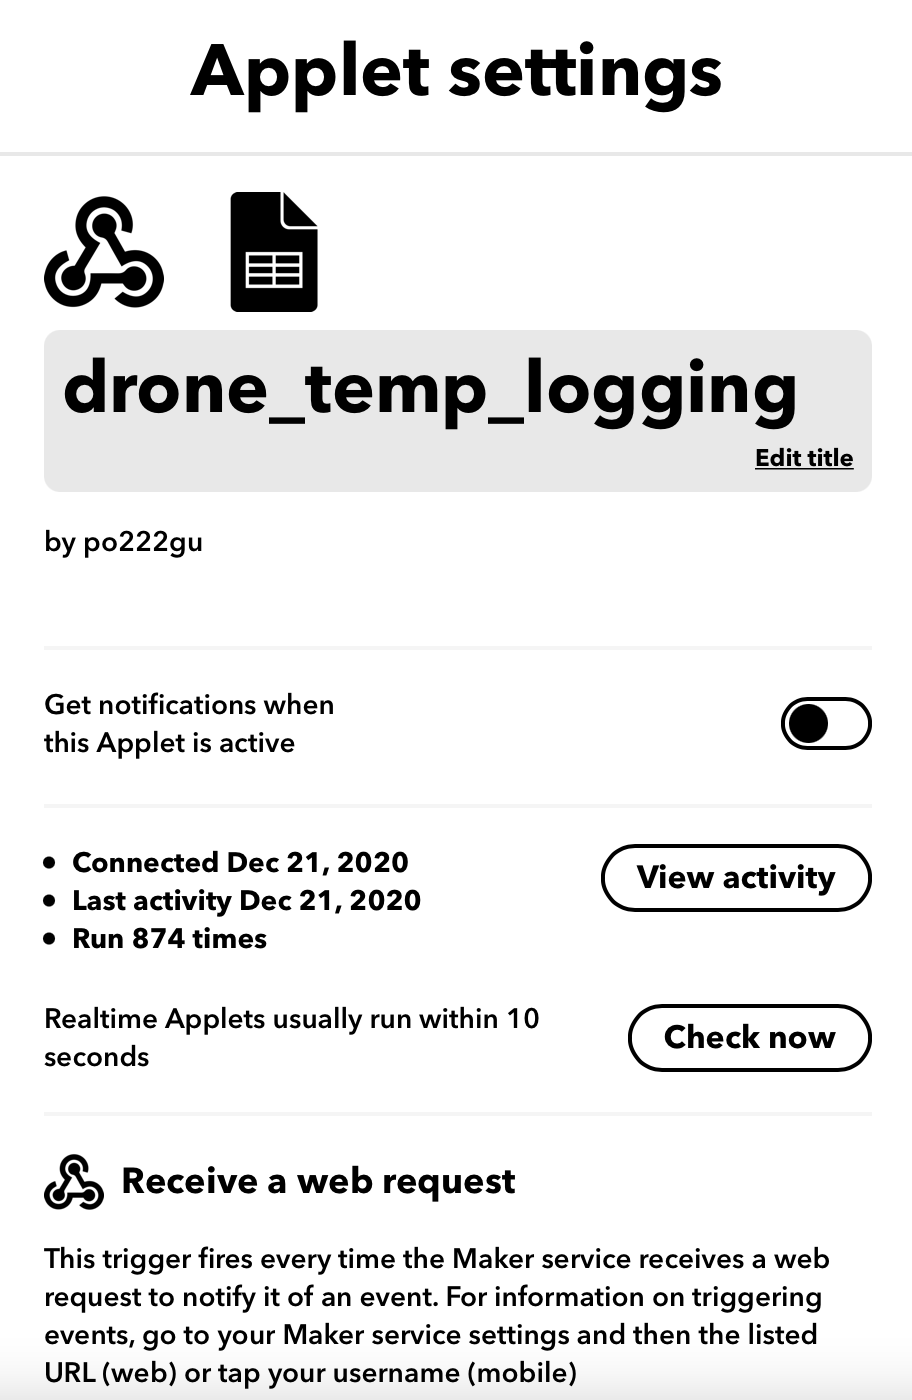 Applet settings
drone_temp_logging
Edit title
by po222gu
Get notifications when
this Applet is active
Connected Dec 21, 2020
Last activity Dec 21, 2020
Run 874 times
View activity
Realtime Applets usually run within 10
seconds
Check now
Receive a web request
This trigger fires every time the Maker service receives a web
request to notify it of an event. For information on triggering
events, go to your Maker service settings and then the listed
URL (web) or tap your username (mobile)